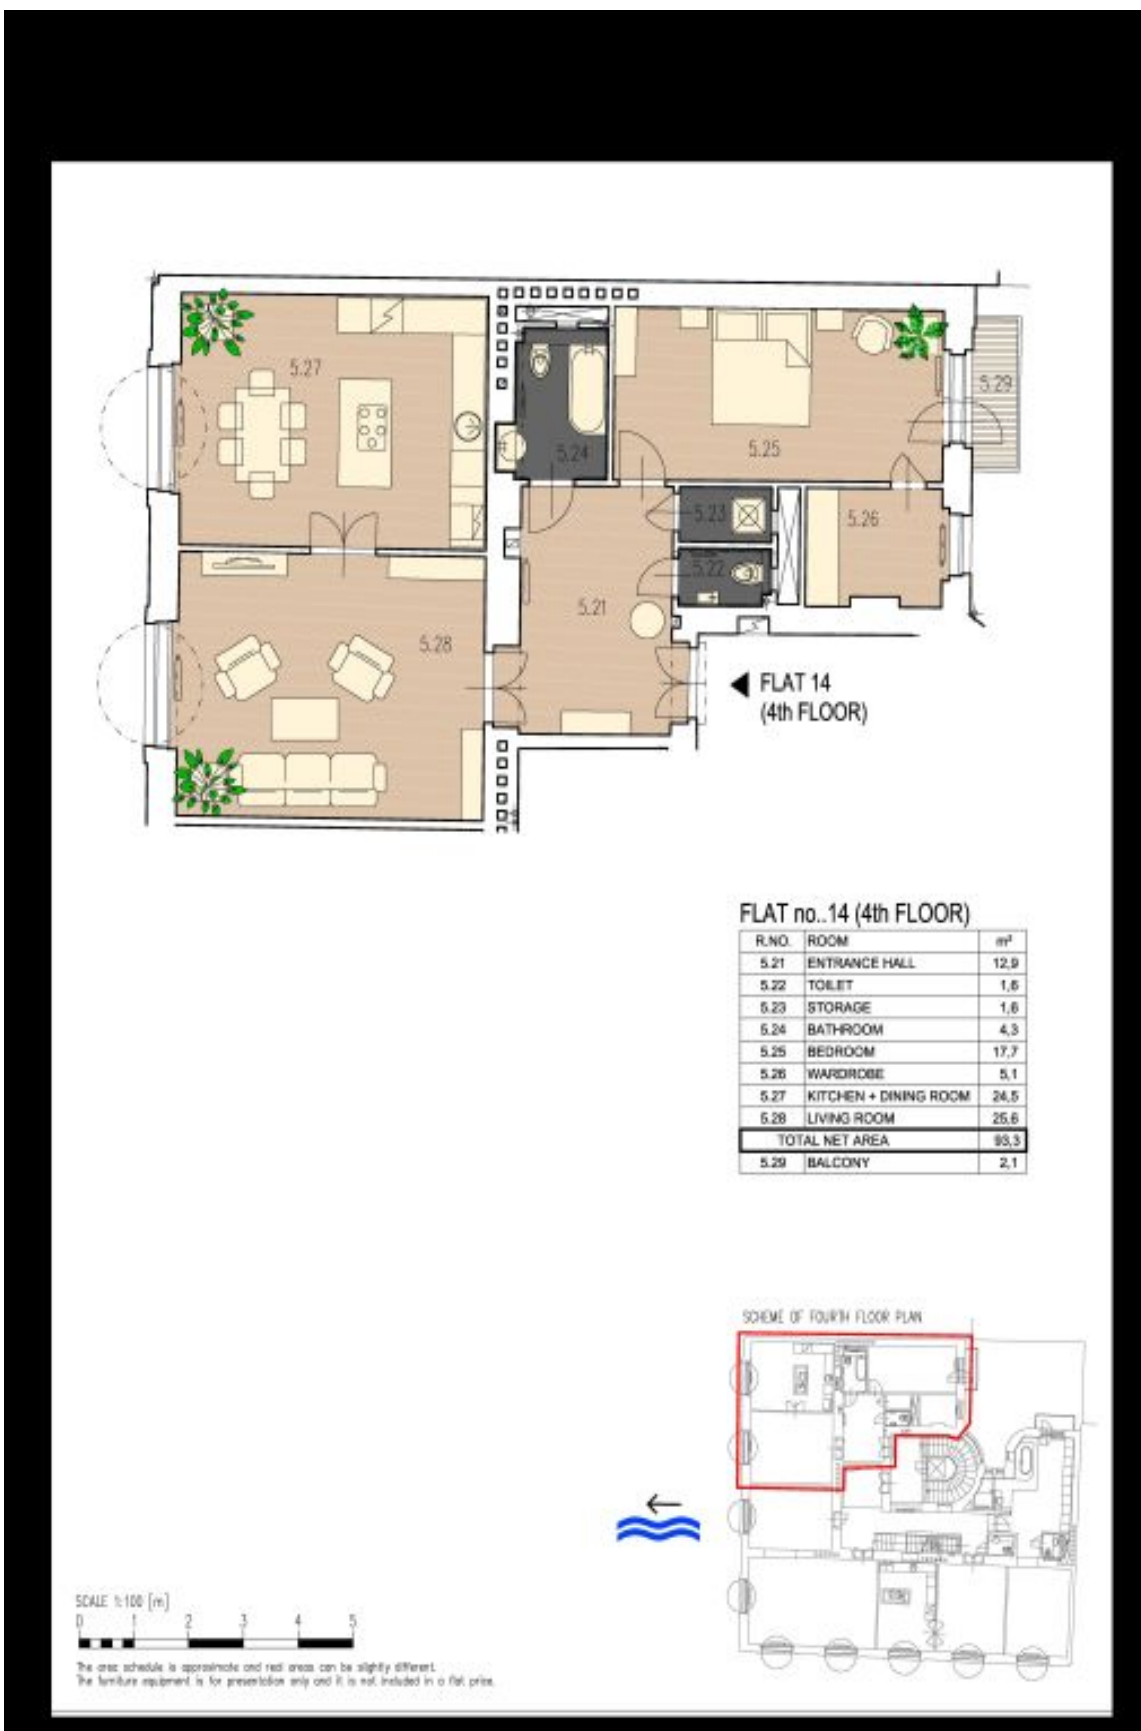 5.27
5.29
5.24
5.25
5.23
5.26
5.22
5.21
5.28
FLAT 14
(4th FLOOR)
FLAT no..14 (4th FLOOR)
R.NO. ROOM m²
5.21 ENTRANCE HALL 12,9
5.22 TOILET 1,6
5.23 STORAGE 1,6
5.24 BATHROOM 4,3
5.25 BEDROOM 17,7
5.26 WARDROBE 5,1
5.27 KITCHEN + DINING ROOM 24,5
5.28 LIVING ROOM 25,6
TOTAL NET AREA 93,3
5.29 BALCONY 2,1
SCHEME OF FOURTH FLOOR PLAN
SCALE 1:100 [m]
0 1 2 3 4 5
The area schedule is approximate and real areas can be slightly different.
The furniture equipment is for presentation only and it is not included in a flat price.